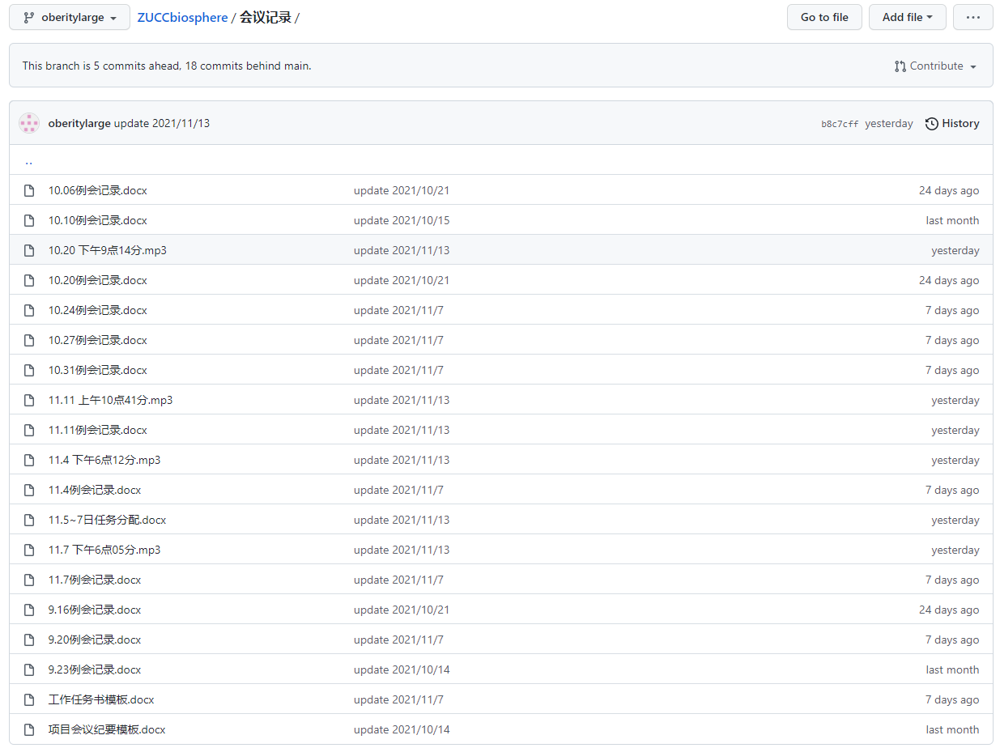 oberitylarge ZUCCbiosphere / 会议记录 / Go to file Add file ...
This branch is 5 commits ahead, 18 commits behind main. Contribute
oberitylarge update 2021/11/13 b8c7cff yesterday History
..
10.06例会记录.docx update 2021/10/21 24 days ago
10.10例会记录.docx update 2021/10/15 last month
10.20 下午9点14分.mp3 update 2021/11/13 yesterday
10.20例会记录.docx update 2021/10/21 24 days ago
10.24例会记录.docx update 2021/11/7 7 days ago
10.27例会记录.docx update 2021/11/7 7 days ago
10.31例会记录.docx update 2021/11/7 7 days ago
11.11 上午10点41分.mp3 update 2021/11/13 yesterday
11.11例会记录.docx update 2021/11/13 yesterday
11.4 下午6点12分.mp3 update 2021/11/13 yesterday
11.4例会记录.docx update 2021/11/7 7 days ago
11.5~7日任务分配.docx update 2021/11/13 yesterday
11.7 下午6点05分.mp3 update 2021/11/13 yesterday
11.7例会记录.docx update 2021/11/7 7 days ago
9.16例会记录.docx update 2021/10/21 24 days ago
9.20例会记录.docx update 2021/11/7 7 days ago
9.23例会记录.docx update 2021/10/14 last month
工作任务书模板.docx update 2021/11/7 7 days ago
项目会议纪要模板.docx update 2021/10/14 last month